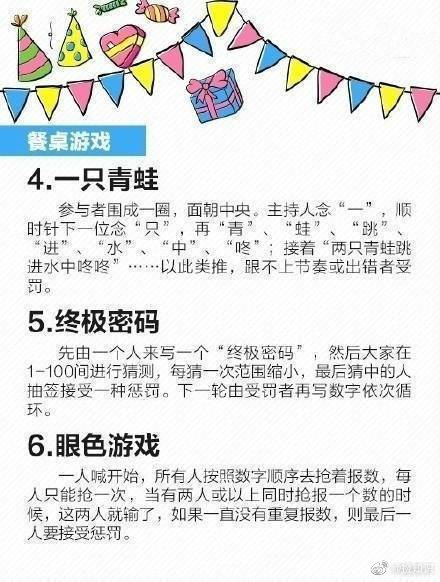 餐桌游戏
4.一只青蛙
参与者围成一圈，面朝中央。主持人念“一”，顺
时针下一位念“只”，再“青”、“蛙”、“跳”、
“进”、“水”、“中”、“咚”；接着“两只青蛙跳
进水中咚咚”……以此类推，跟不上节奏或出错者受
罚。
5.终极密码
先由一个人来写一个“终极密码”，然后大家在
1-100间进行猜测，每猜一次范围缩小，最后猜中的人
抽签接受一种惩罚。下一轮由受罚者再写数字依次循
环。
6.眼色游戏
一人喊开始，所有人按照数字顺序去抢着报数，每
人只能抢一次，当有两人或以上同时抢报一个数的时
候，这两人就输了，如果一直没有重复报数，则最后一
人要接受惩罚。